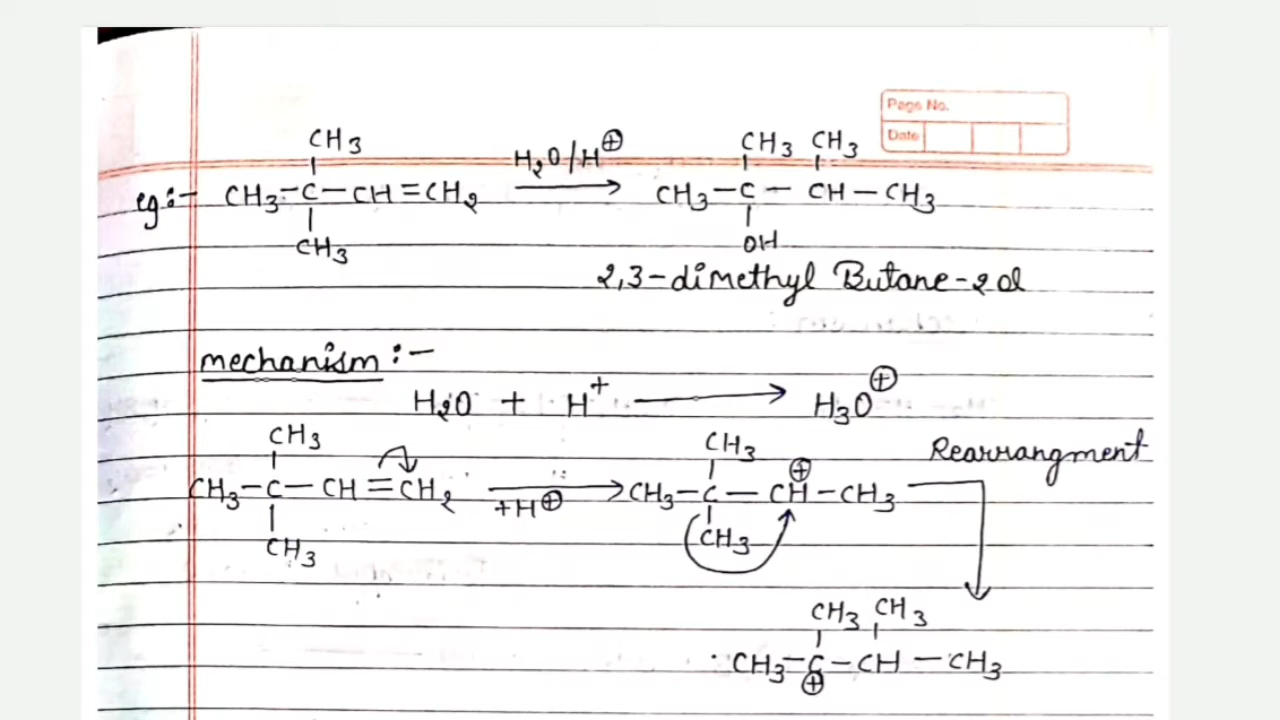 Page No.
Date
CH3
CH3 CH3
eg:- CH3-C-CH=CH2 H2O/H⊕ → CH3-C-CH-CH3
CH3
OH
2,3-dimethyl Butane-2 ol
mechanism:-
H2O + H+ → H3O⊕
CH3
CH3
Rearrangment
CH3-C-CH=CH2 +H⊕ → CH3-C-CH⊕-CH3
CH3
CH3
CH3 CH3
CH3-C⊕-CH-CH3